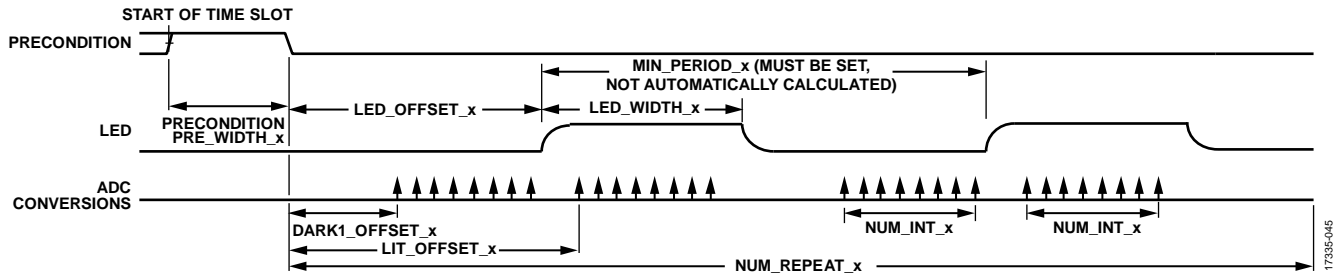 START OF TIME SLOT
PRECONDITION
MIN_PERIOD_x (MUST BE SET,
NOT AUTOMATICALLY CALCULATED)
LED_OFFSET_x
LED_WIDTH_x
PRECONDITION
PRE_WIDTH_x
LED
ADC
CONVERSIONS
DARK1_OFFSET_x
NUM_INT_x
NUM_INT_x
LIT_OFFSET_x
NUM_REPEAT_x
17335-045